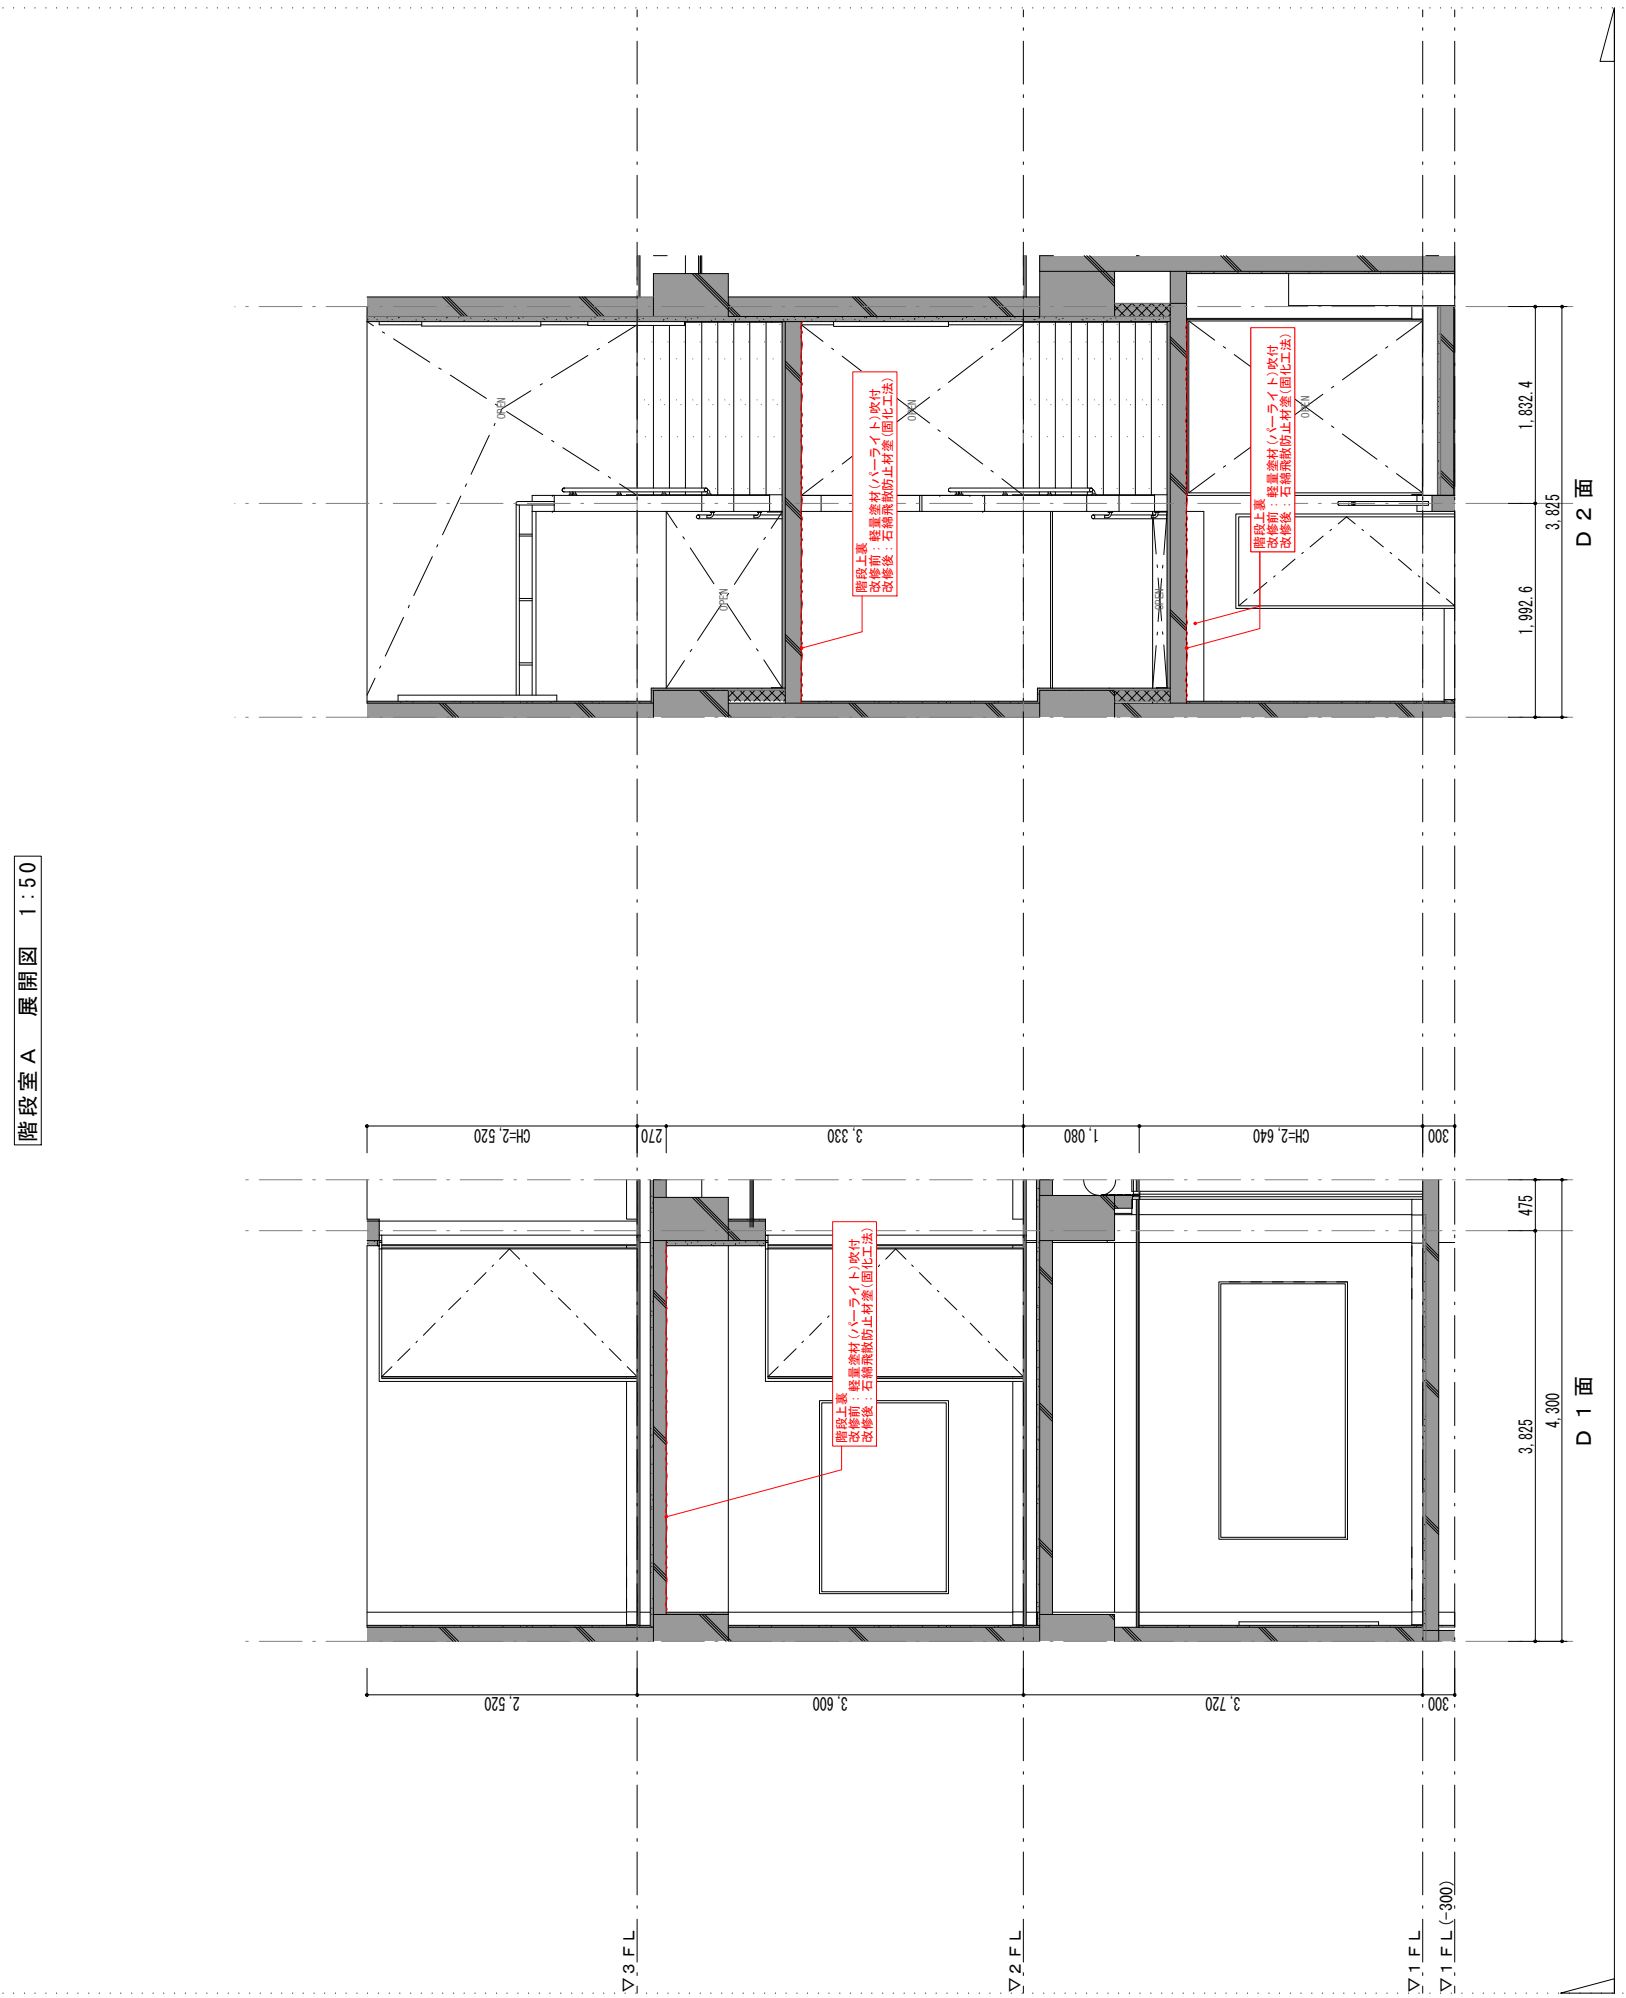 階段室A　展開図　1:50
OPEN
OPEN
OPEN
OPEN
OPEN
階段上裏
改修前：軽量塗材(パーライト)吹付
改修後：石綿飛散防止材塗(固化工法)
階段上裏
改修前：軽量塗材(パーライト)吹付
改修後：石綿飛散防止材塗(固化工法)
1,992.6
1,832.4
3,825
D2面
CH=2,520
270
3,330
1,080
CH=2,640
300
階段上裏
改修前：軽量塗材(パーライト)吹付
改修後：石綿飛散防止材塗(固化工法)
3,825
475
4,300
D1面
2,520
3,600
3,720
300
▽3FL
▽2FL
▽1FL
▽1FL(-300)